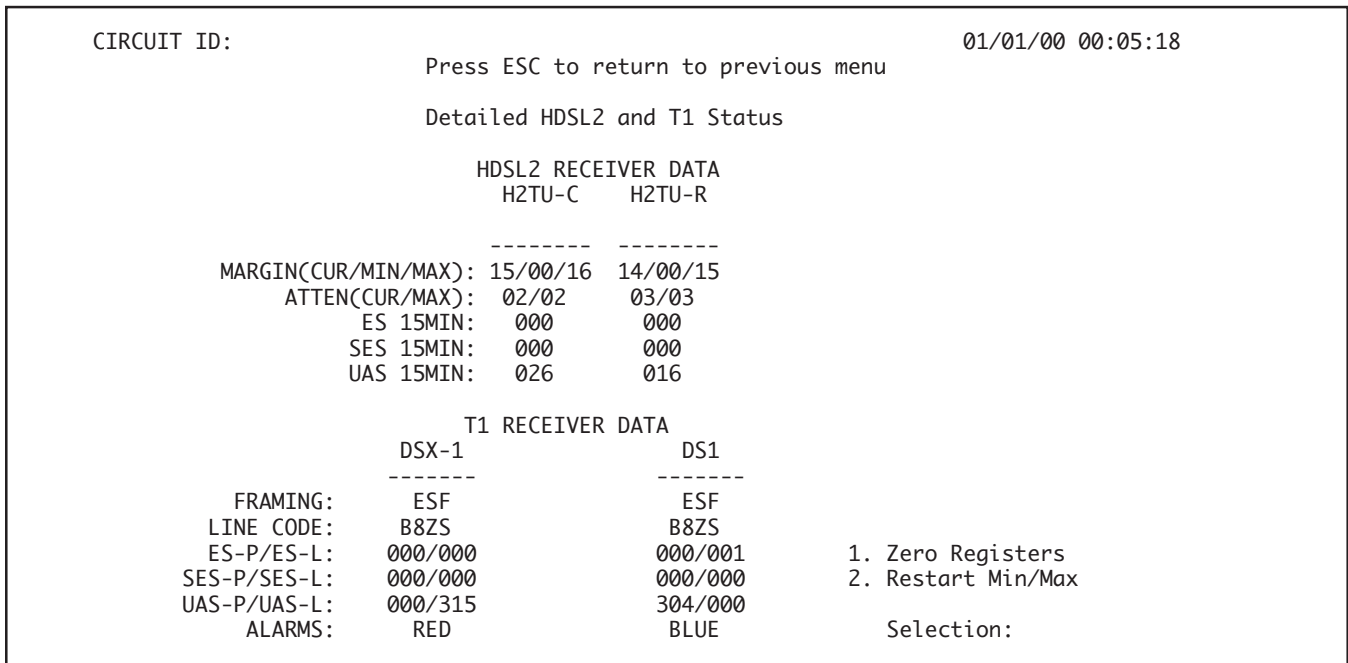 CIRCUIT ID: 01/01/00 00:05:18
Press ESC to return to previous menu
Detailed HDSL2 and T1 Status
HDSL2 RECEIVER DATA
H2TU-C H2TU-R
-------- --------
MARGIN(CUR/MIN/MAX): 15/00/16 14/00/15
ATTEN(CUR/MAX): 02/02 03/03
ES 15MIN: 000 000
SES 15MIN: 000 000
UAS 15MIN: 026 016
T1 RECEIVER DATA
DSX-1 DS1
------- -------
FRAMING: ESF ESF
LINE CODE: B8ZS B8ZS
ES-P/ES-L: 000/000 000/001 1. Zero Registers
SES-P/SES-L: 000/000 000/000 2. Restart Min/Max
UAS-P/UAS-L: 000/315 304/000
ALARMS: RED BLUE Selection: